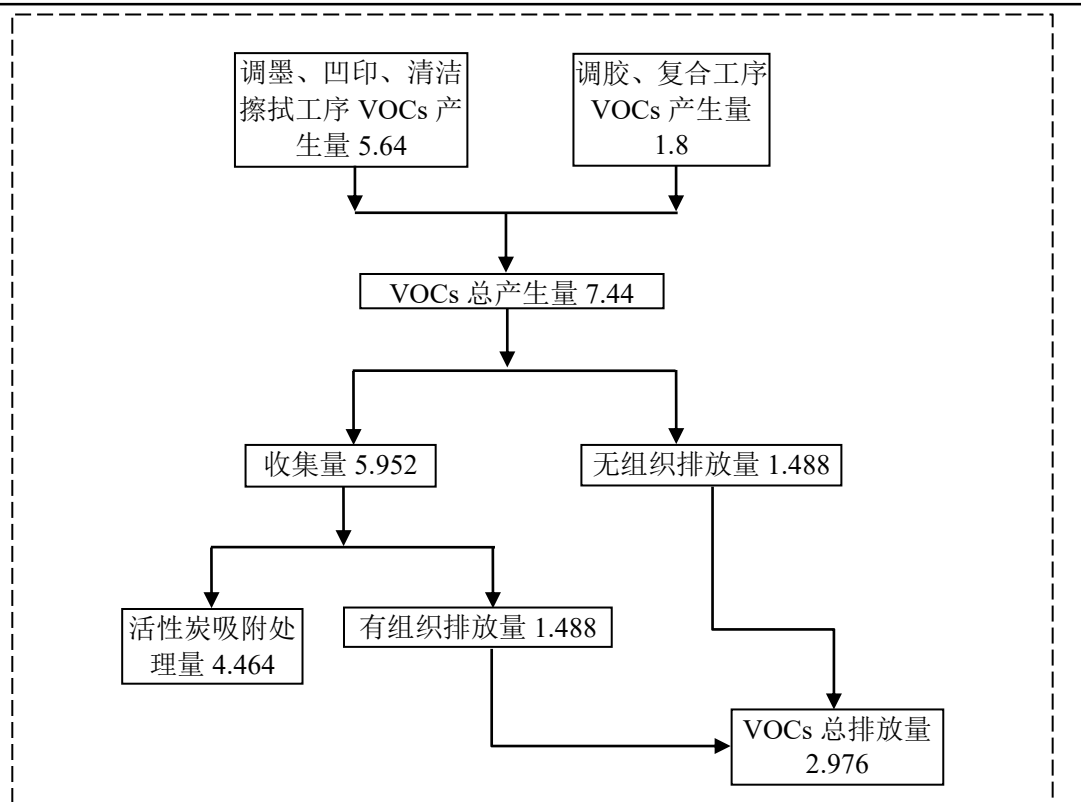 调墨、凹印、清洁
擦拭工序 VOCs 产
生量 5.64
调胶、复合工序
VOCs 产生量
1.8
VOCs 总产生量 7.44
收集量 5.952
无组织排放量 1.488
活性炭吸附处
理量 4.464
有组织排放量 1.488
VOCs 总排放量
2.976